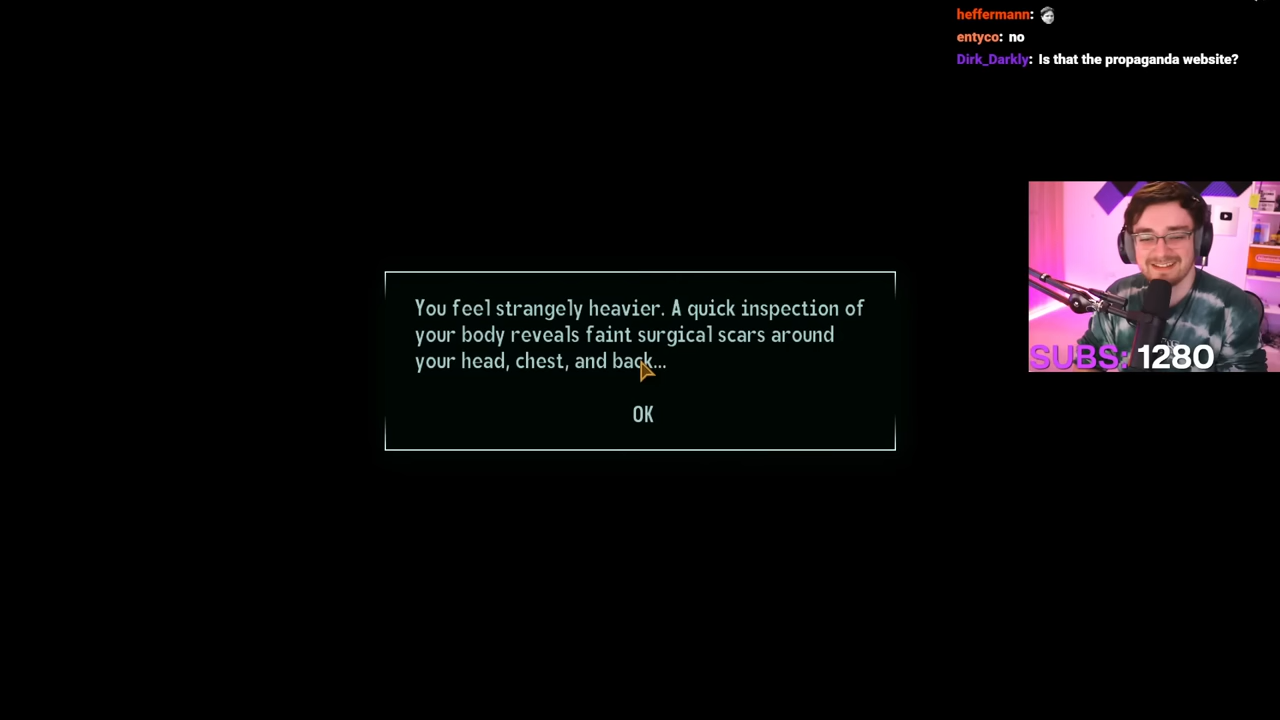 heffermann:
entyco: no
Dirk_Darkly: Is that the propaganda website?
You feel strangely heavier. A quick inspection of
your body reveals faint surgical scars around
your head, chest, and back...
OK
SUBS: 1280